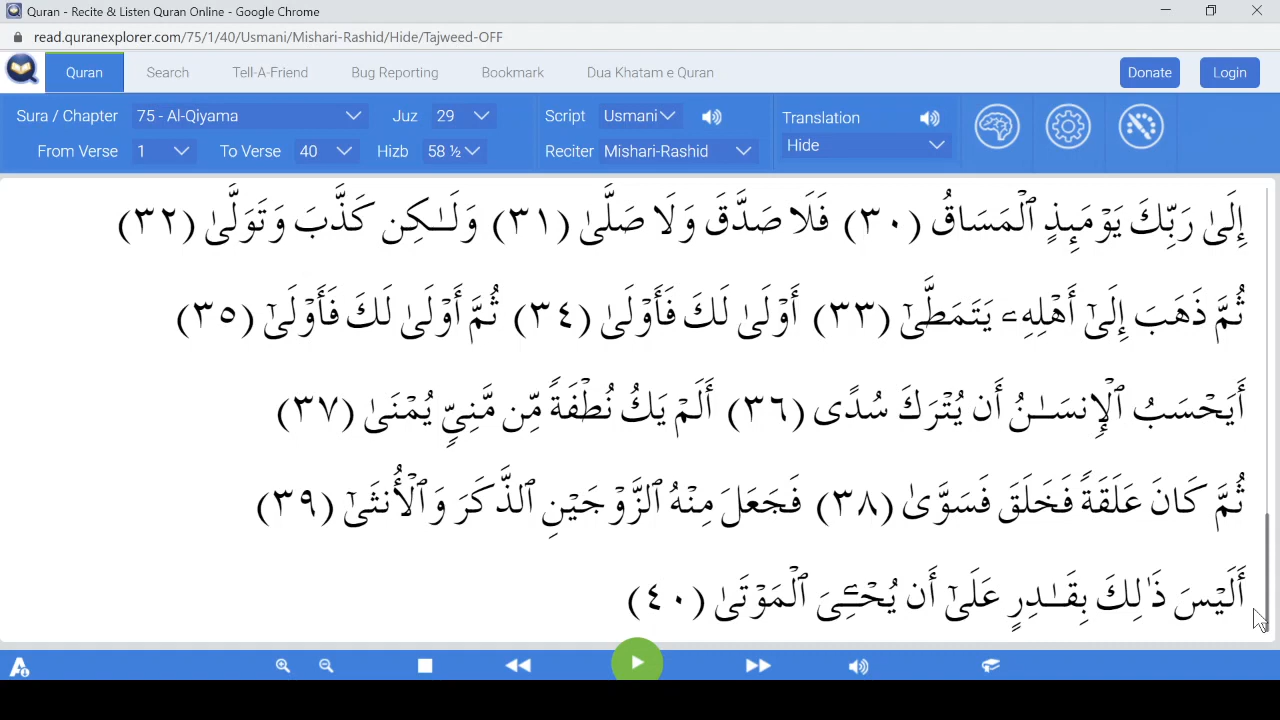 Quran - Recite & Listen Quran Online - Google Chrome
read.quranexplorer.com/75/1/40/Usmani/Mishari-Rashid/Hide/Tajweed-OFF
Quran Search Tell-A-Friend Bug Reporting Bookmark Dua Khatam e Quran Donate Login
Sura / Chapter 75 - Al-Qiyama Juz 29 Script Usmani Translation
From Verse 1 To Verse 40 Hizb 58 ½ Reciter Mishari-Rashid Hide
إِلَىٰ رَبِّكَ يَوْمَئِذٍ ٱلْمَسَاقُ (٣٠) فَلَا صَدَّقَ وَلَا صَلَّىٰ (٣١) وَلَـٰكِن كَذَّبَ وَتَوَلَّىٰ (٣٢)
ثُمَّ ذَهَبَ إِلَىٰٓ أَهْلِهِۦ يَتَمَطَّىٰٓ (٣٣) أَوْلَىٰ لَكَ فَأَوْلَىٰ (٣٤) ثُمَّ أَوْلَىٰ لَكَ فَأَوْلَىٰٓ (٣٥)
أَيَحْسَبُ ٱلْإِنسَـٰنُ أَن يُتْرَكَ سُدًى (٣٦) أَلَمْ يَكُ نُطْفَةً مِّن مَّنِىٍّ يُمْنَىٰ (٣٧)
ثُمَّ كَانَ عَلَقَةً فَخَلَقَ فَسَوَّىٰ (٣٨) فَجَعَلَ مِنْهُ ٱلزَّوْجَيْنِ ٱلذَّكَرَ وَٱلْأُنثَىٰٓ (٣٩)
أَلَيْسَ ذَٰلِكَ بِقَـٰدِرٍ عَلَىٰٓ أَن يُحْـِۧىَ ٱلْمَوْتَىٰ (٤٠)